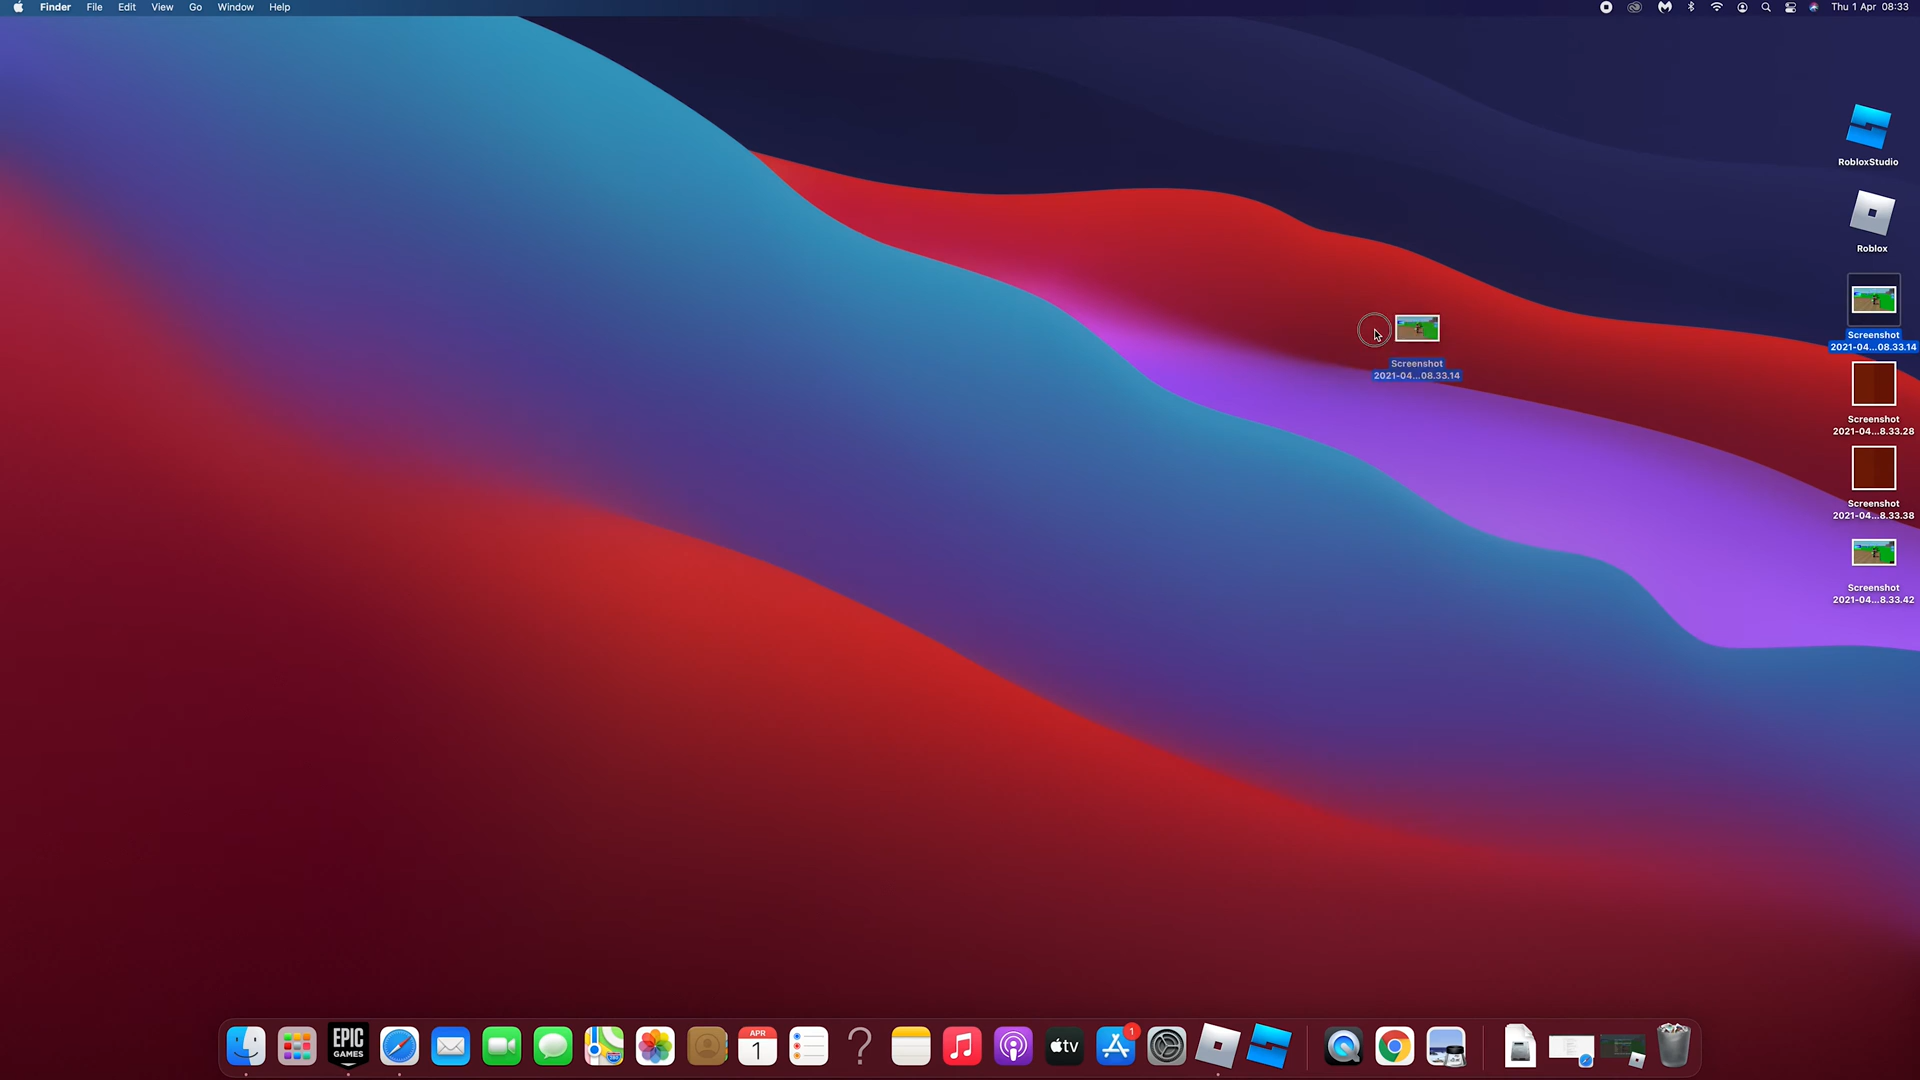 Finder File Edit View Go Window Help
Thu 1 Apr 08:33
RobloxStudio
Roblox
Screenshot
2021-04...08.33.14
Screenshot
2021-04...08.33.14
Screenshot
2021-04...8.33.28
Screenshot
2021-04...8.33.38
Screenshot
2021-04...8.33.42
EPIC
GAMES
APR
1
tv
1